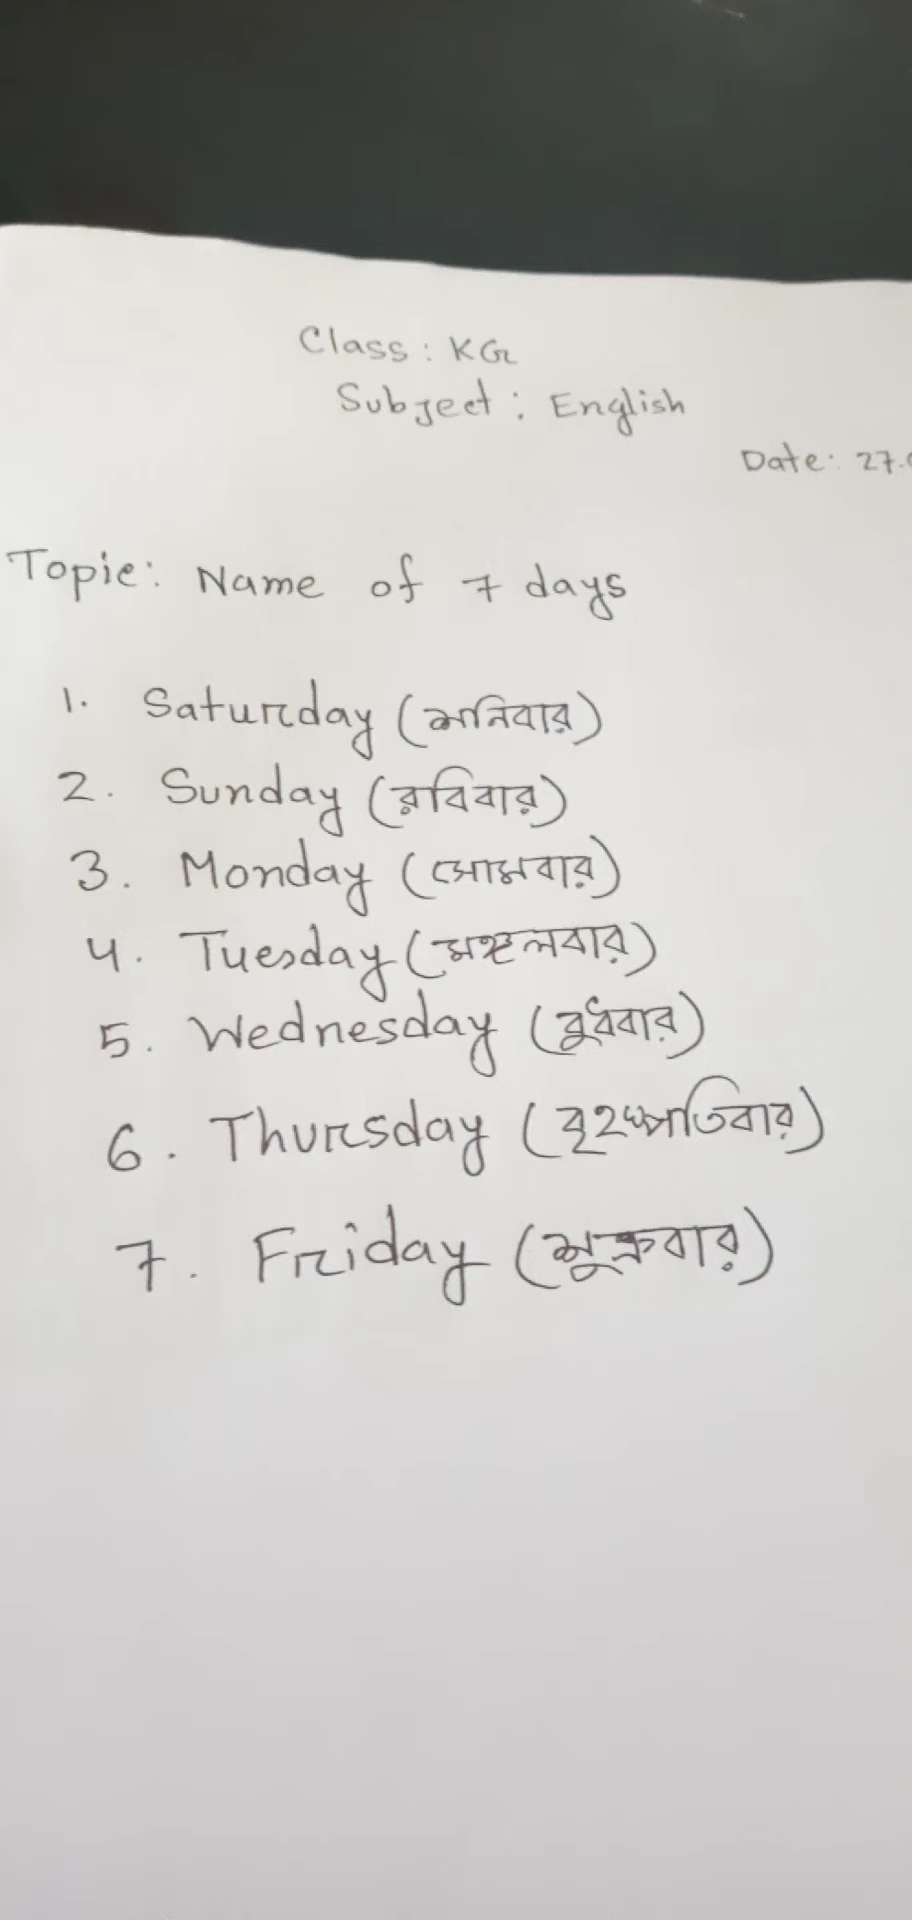 Class : KG
Subject : English
Date: 27.
Topic: Name of 7 days
1. Saturday (শনিবার)
2. Sunday (রবিবার)
3. Monday (সোমবার)
4. Tuesday (মঙ্গলবার)
5. Wednesday (বুধবার)
6. Thursday (বৃহস্পতিবার)
7. Friday (শুক্রবার)